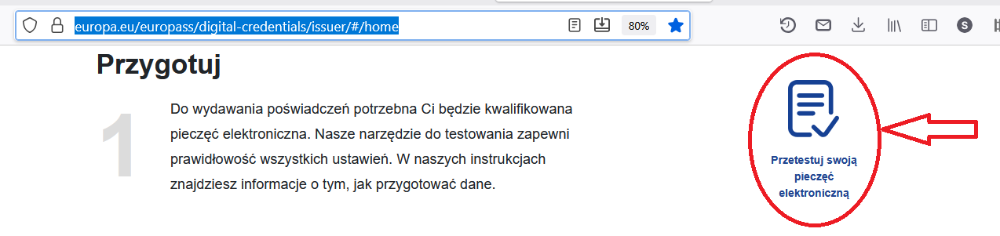 europa.eu/europass/digital-credentials/issuer/#/home
80%
S
Przygotuj
1
Do wydawania poświadczeń potrzebna Ci będzie kwalifikowana
pieczęć elektroniczna. Nasze narzędzie do testowania zapewni
prawidłowość wszystkich ustawień. W naszych instrukcjach
znajdziesz informacje o tym, jak przygotować dane.
Przetestuj swoją
pieczęć
elektroniczną